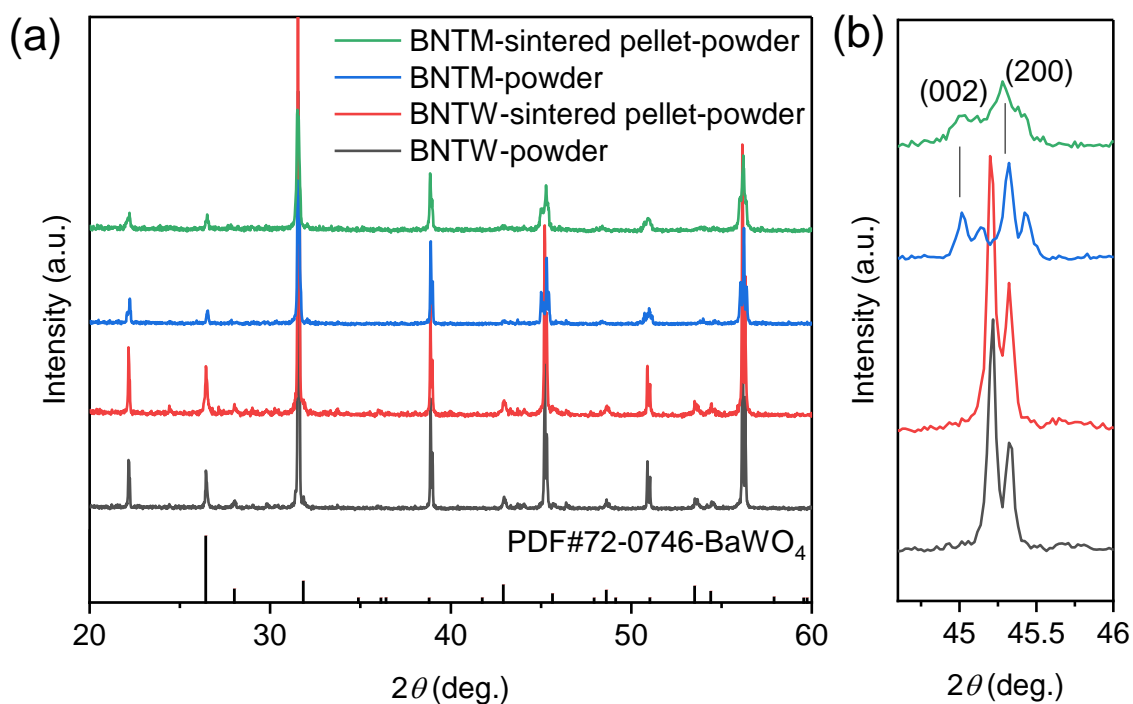 (a)
BNTM-sintered pellet-powder
BNTM-powder
BNTW-sintered pellet-powder
BNTW-powder
PDF#72-0746-BaWO₄
Intensity (a.u.)
20 30 40 50 60
2θ (deg.)
(b)
(002) (200)
Intensity (a.u.)
45 45.5 46
2θ (deg.)